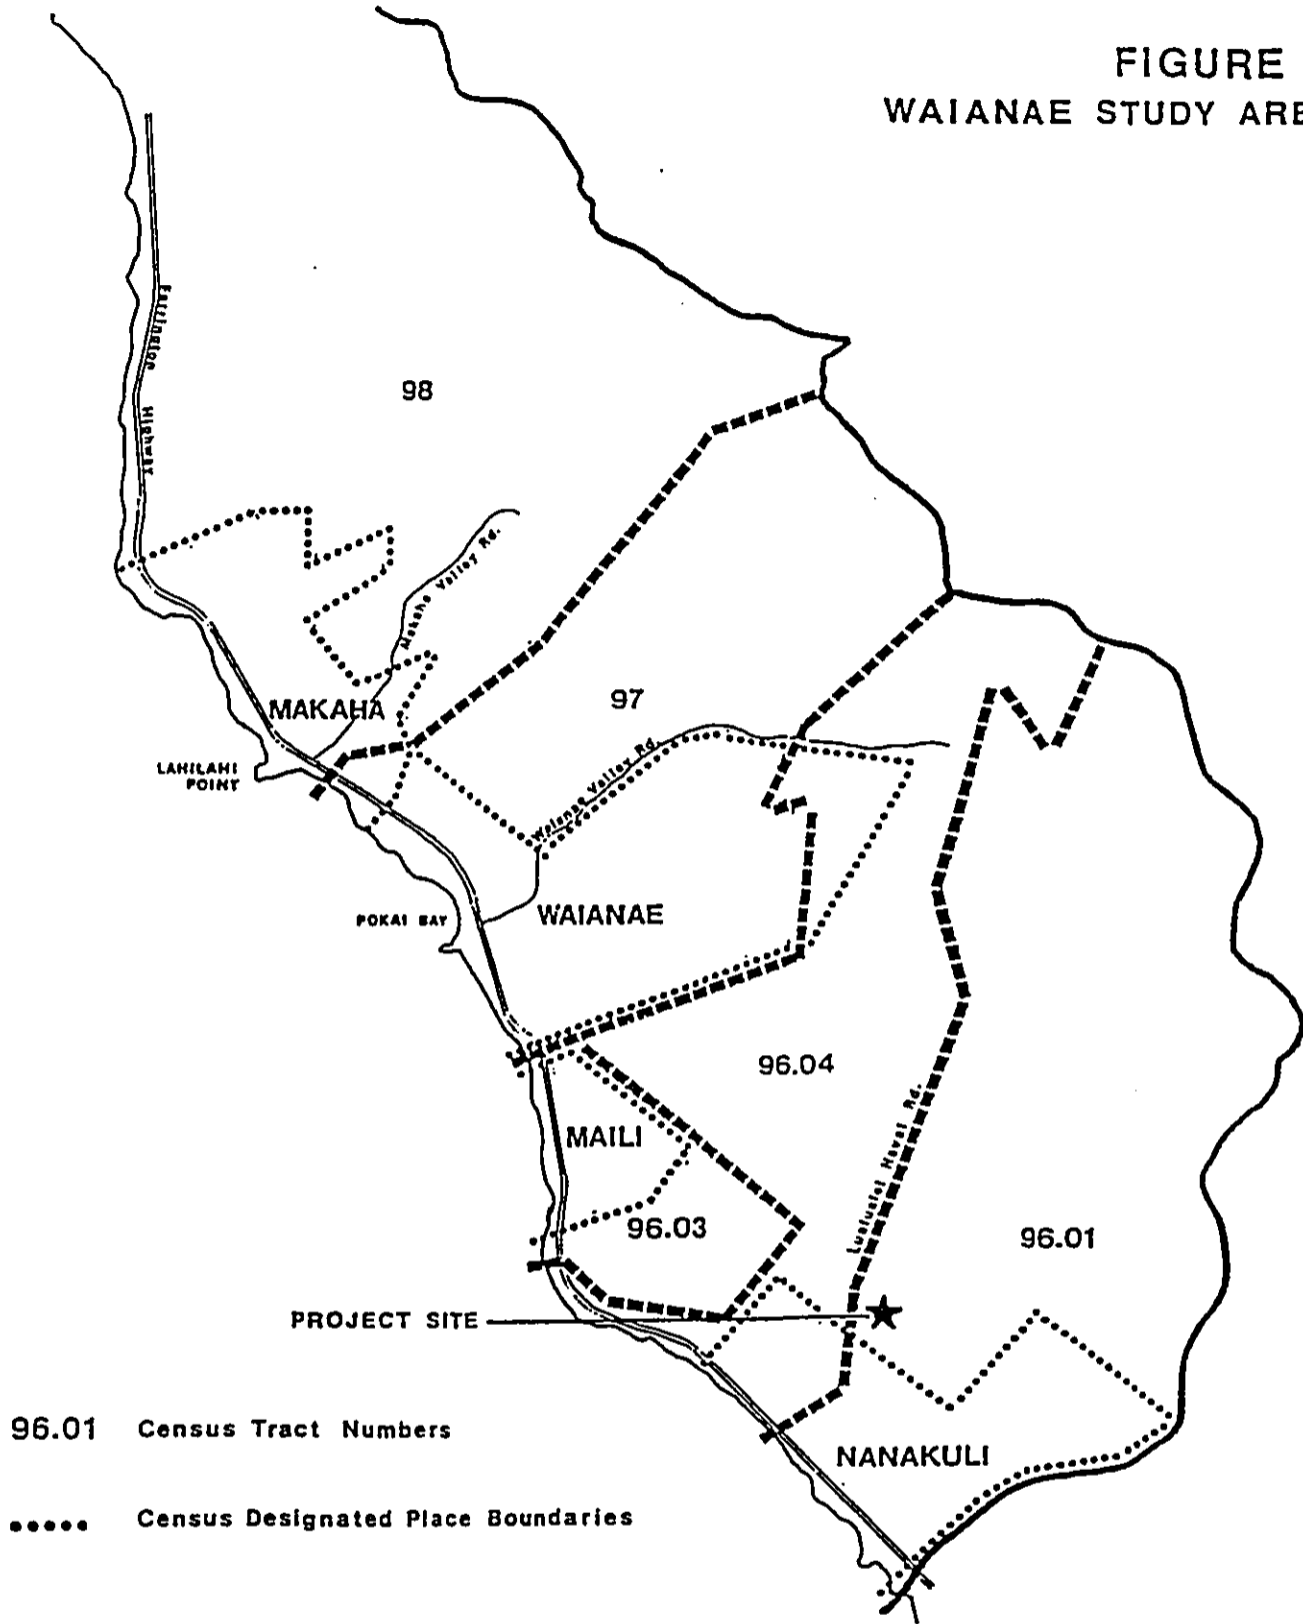 FIGURE
WAIANAE STUDY ARE
Farrington Highway
98
Makaha Valley Rd.
MAKAHA
97
LAHILAHI
POINT
Waianae Valley Rd.
POKAI BAY
WAIANAE
96.04
MAILI
Lualualei Naval Rd.
96.03
96.01
PROJECT SITE
NANAKULI
96.01 Census Tract Numbers
Census Designated Place Boundaries